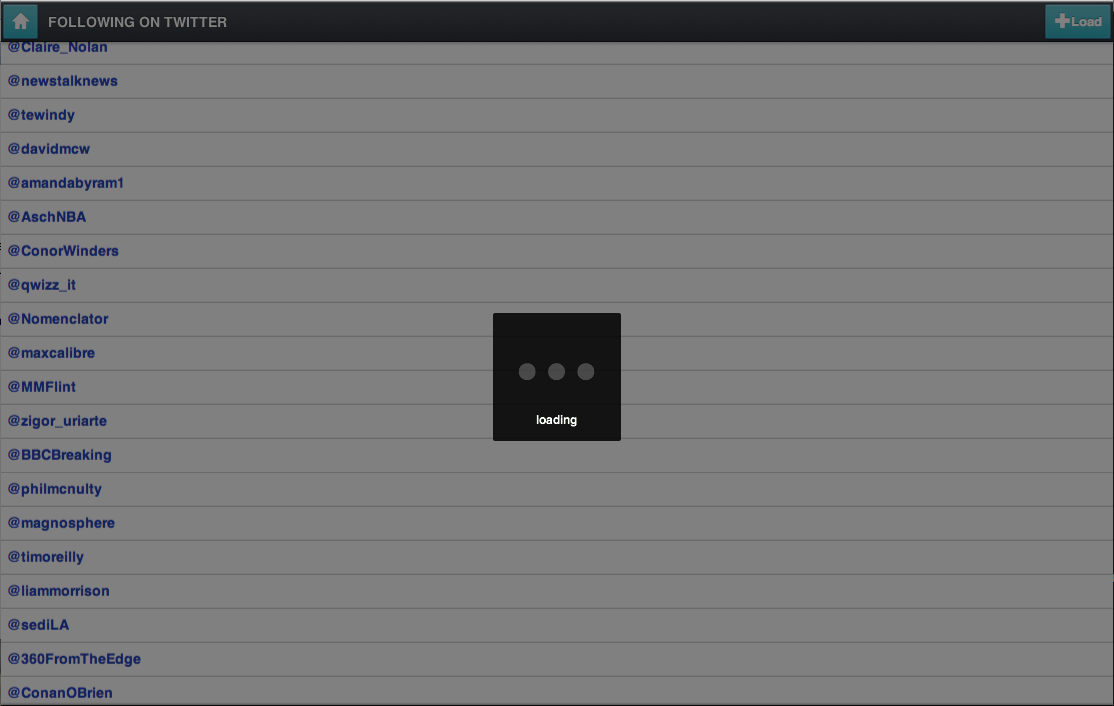 FOLLOWING ON TWITTER
Load
@Claire_Nolan
@newstalknews
@tewindy
@davidmcw
@amandabyram1
@AschNBA
@ConorWinders
@qwizz_it
@Nomenclator
@maxcalibre
@MMFlint
@zigor_uriarte
@BBCBreaking
loading
@philmcnulty
@magnosphere
@timoreilly
@liammorrison
@sediLA
@360FromTheEdge
@ConanOBrien